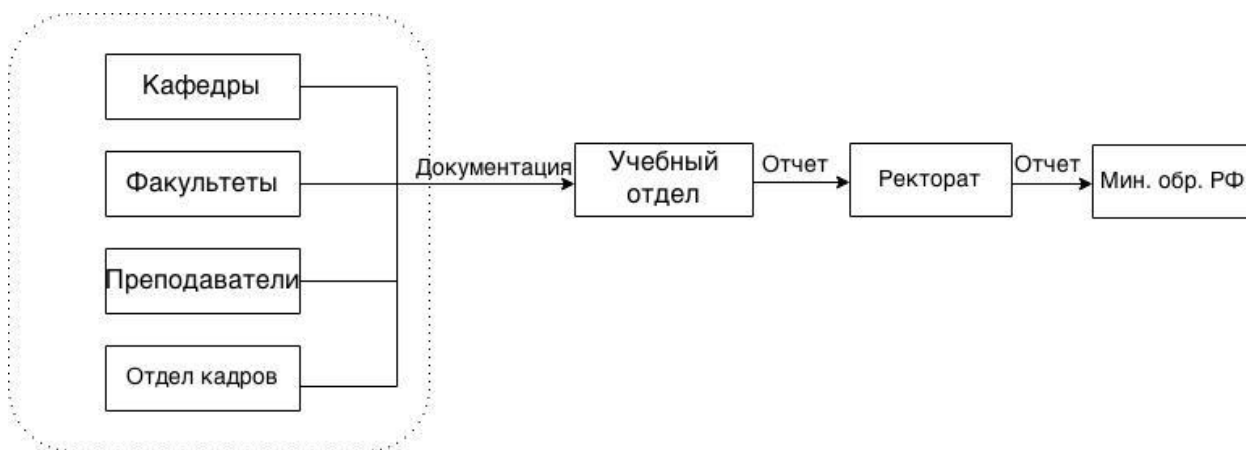 Кафедры
Факультеты
Преподаватели
Отдел кадров
Документация
Учебный
отдел
Отчет
Ректорат
Отчет
Мин. обр. РФ